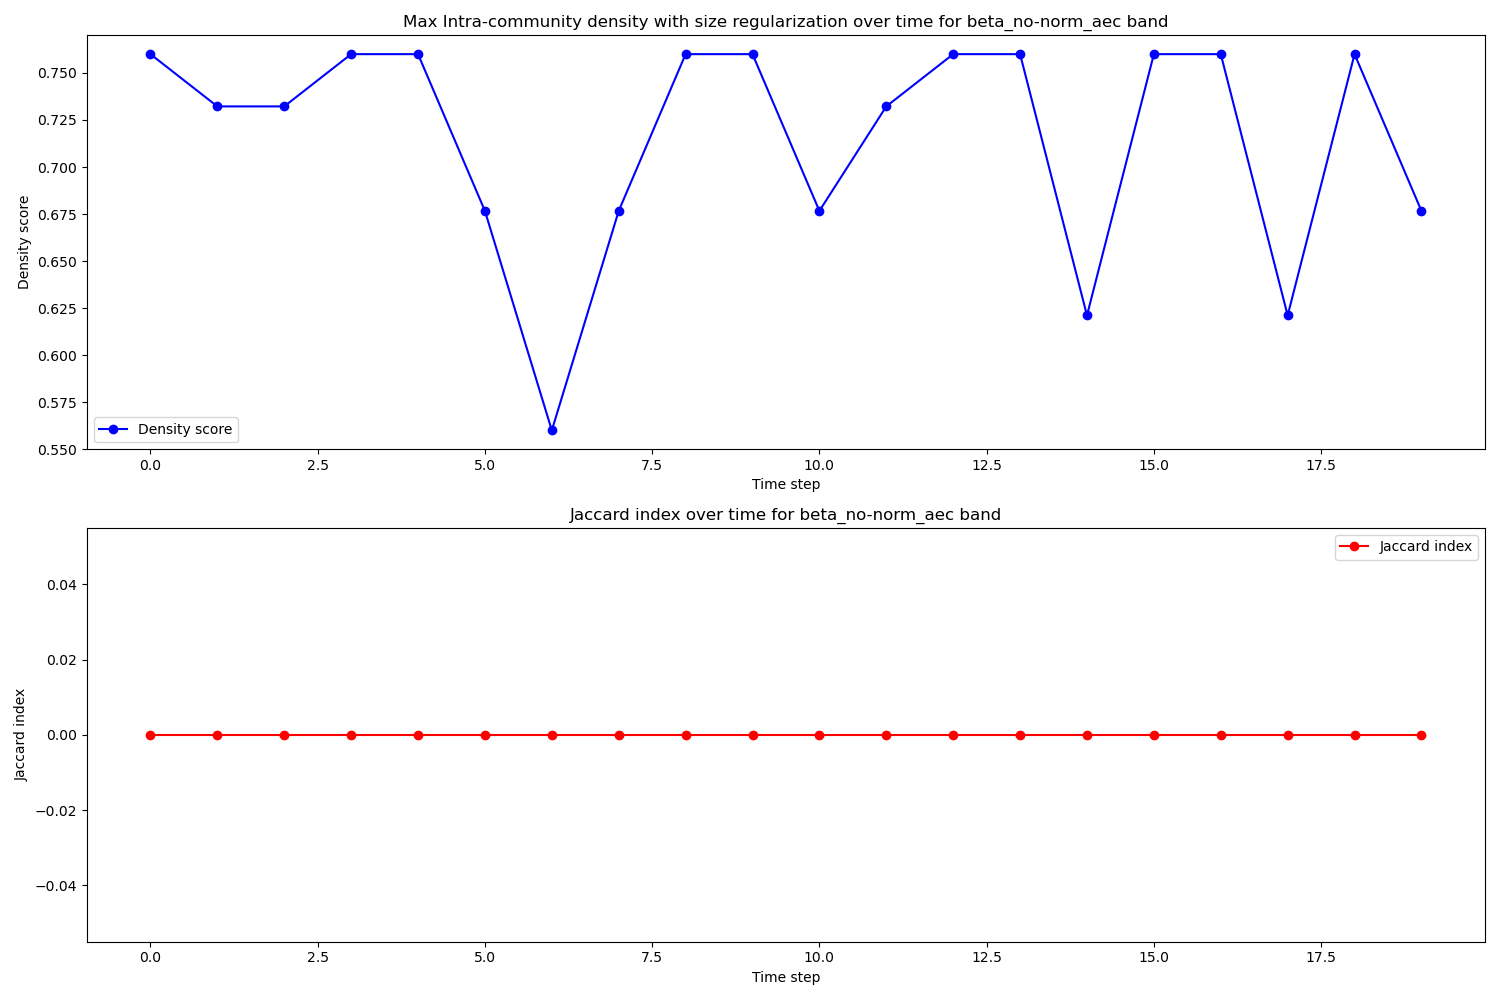 Max Intra-community density with size regularization over time for beta_no-norm_aec band
Density score
0.750
0.725
0.700
0.675
0.650
0.625
0.600
0.575
0.550
Density score
0.0 2.5 5.0 7.5 10.0 12.5 15.0 17.5
Time step
Jaccard index over time for beta_no-norm_aec band
Jaccard index
Jaccard index
0.04
0.02
0.00
−0.02
−0.04
0.0 2.5 5.0 7.5 10.0 12.5 15.0 17.5
Time step